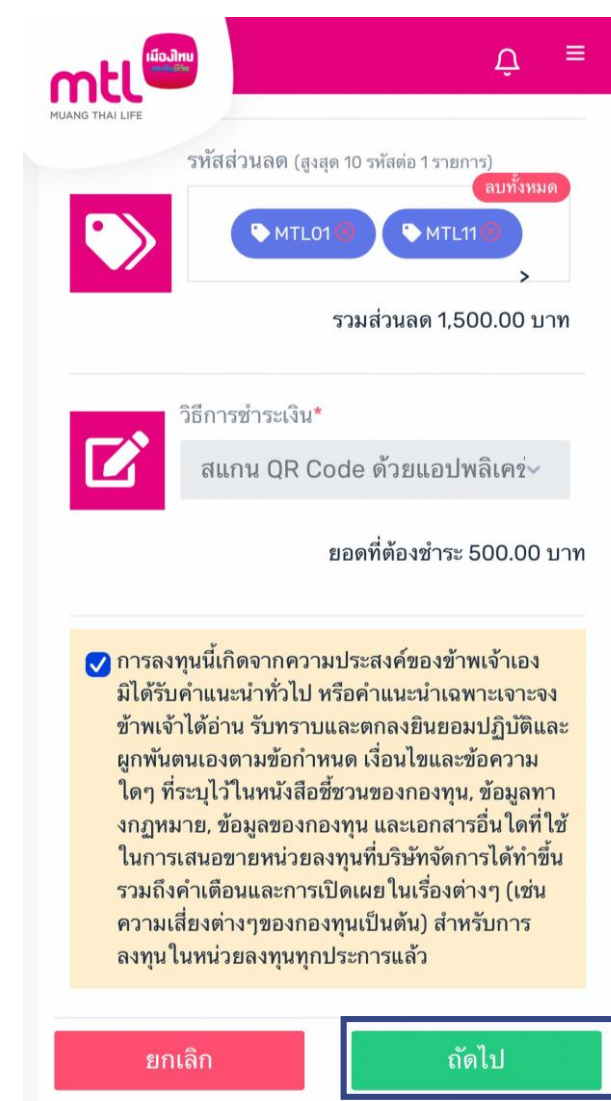 เมืองไทย
mtl
MUANG THAI LIFE
รหัสส่วนลด (สูงสุด 10 รหัสต่อ 1 รายการ)
ลบทั้งหมด
MTL01 MTL11
>
รวมส่วนลด 1,500.00 บาท
วิธีการชำระเงิน*
สแกน QR Code ด้วยแอปพลิเคช่
ยอดที่ต้องชำระ 500.00 บาท
การลงทุนนี้เกิดจากความประสงค์ของข้าพเจ้าเอง
มิได้รับคำแนะนำทั่วไป หรือคำแนะนำเฉพาะเจาะจง
ข้าพเจ้าได้อ่าน รับทราบและตกลงยินยอมปฏิบัติและ
ผูกพันตนเองตามข้อกำหนด เงื่อนไขและข้อความ
ใดๆ ที่ระบุไว้ในหนังสือชี้ชวนของกองทุน, ข้อมูลทา
งกฎหมาย, ข้อมูลของกองทุน และเอกสารอื่นใดที่ใช้
ในการเสนอขายหน่วยลงทุนที่บริษัทจัดการได้ทำขึ้น
รวมถึงคำเตือนและการเปิดเผยในเรื่องต่างๆ (เช่น
ความเสี่ยงต่างๆของกองทุนเป็นต้น) สำหรับการ
ลงทุนในหน่วยลงทุนทุกประการแล้ว
ยกเลิก ถัดไป